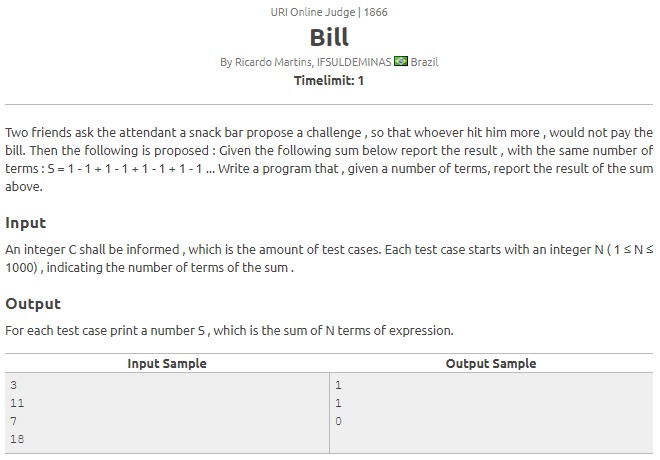 URI Online Judge | 1866
Bill
By Ricardo Martins, IFSULDEMINAS Brazil
Timelimit: 1
Two friends ask the attendant a snack bar propose a challenge , so that whoever hit him more , would not pay the
bill. Then the following is proposed : Given the following sum below report the result , with the same number of
terms : S = 1 - 1 + 1 - 1 + 1 - 1 + 1 - 1 ... Write a program that , given a number of terms, report the result of the sum
above.
Input
An integer C shall be informed , which is the amount of test cases. Each test case starts with an integer N ( 1 ≤ N ≤
1000) , indicating the number of terms of the sum .
Output
For each test case print a number S , which is the sum of N terms of expression.
Input Sample Output Sample
3 1
11 1
7 0
18